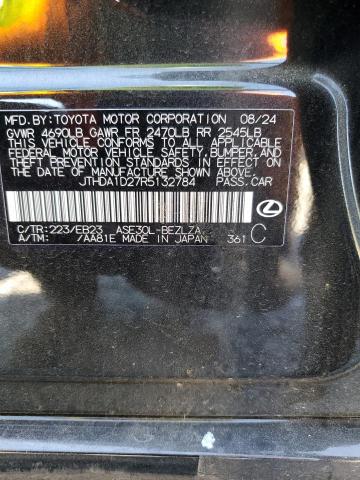 MFD.BY:TOYOTA MOTOR CORPORATION 08/24
GVWR 4690LB GAWR FR 2470LB RR 2545LB
THIS VEHICLE CONFORMS TO ALL APPLICABLE
FEDERAL MOTOR VEHICLE SAFETY, BUMPER, AND
THEFT PREVENTION STANDARDS IN EFFECT ON
THE DATE OF MANUFACTURE SHOWN ABOVE.
JTHDA1D27R5132784 PASS.CAR
C/TR:223/EB23 ASE30L-BEZLZA
A/TM: /AA81E MADE IN JAPAN 361 C